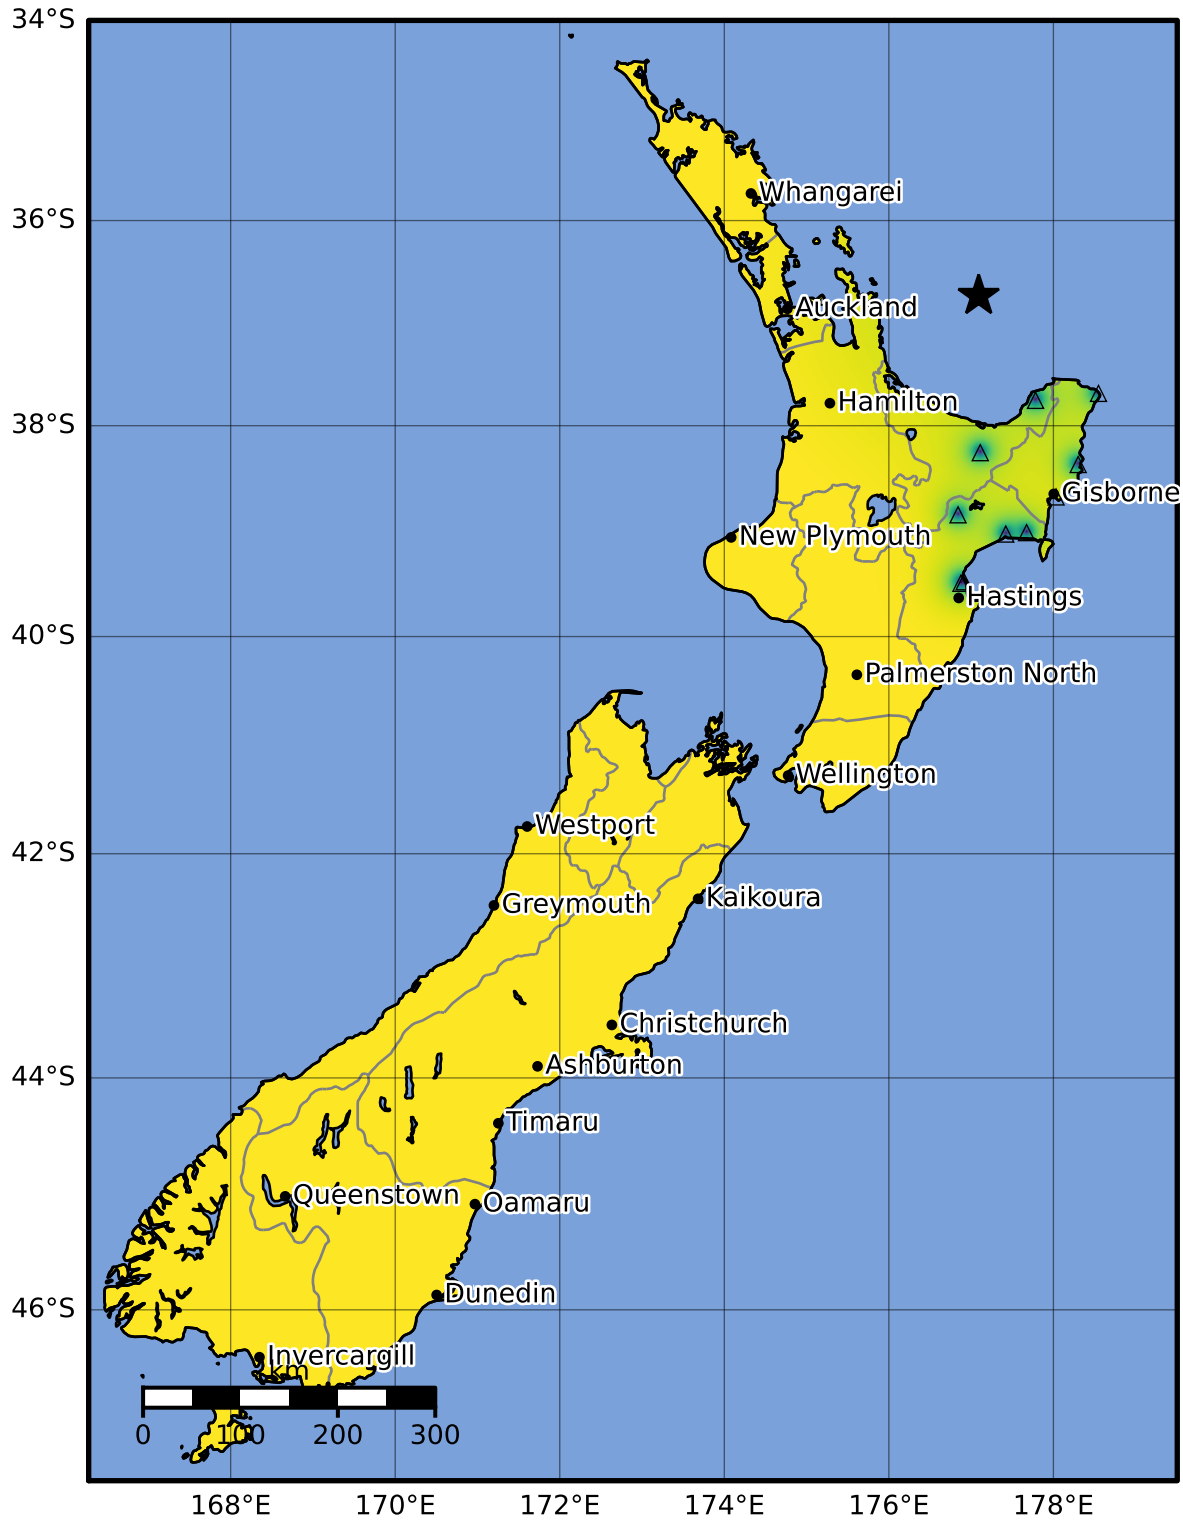 34°S
Whangarei
36°S
Auckland
Hamilton
38°S
Gisborne
New Plymouth
Hastings
40°S
Palmerston North
Wellington
Westport
42°S
Kaikoura
Greymouth
Christchurch
Ashburton
44°S
Timaru
Queenstown
Oamaru
Dunedin
46°S
Invercargill
km
0 100 200 300
168°E 170°E 172°E 174°E 176°E 178°E